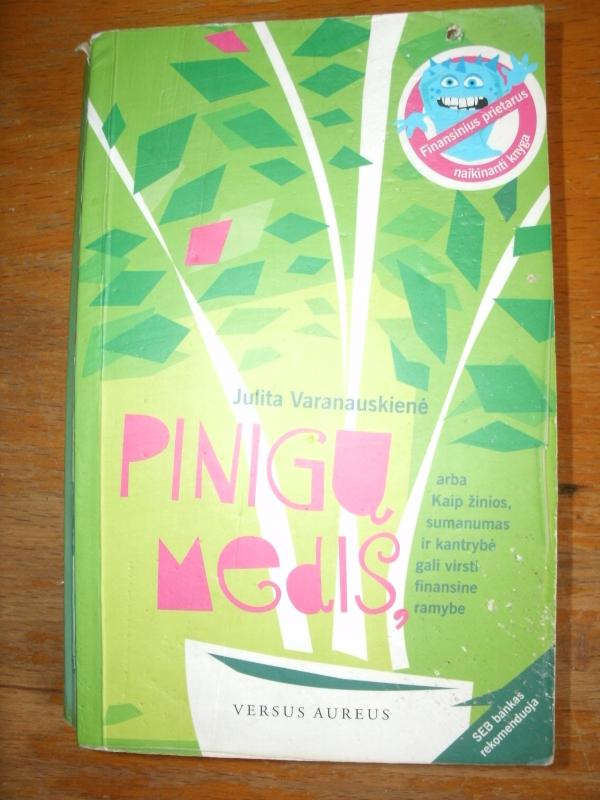 Finansinius prietarus
naikinanti knyga
Julita Varanauskienė
PINIGŲ
MEDIS,
arba
Kaip žinios,
sumanumas
ir kantrybė
gali virsti
finansine
ramybe
VERSUS AUREUS
SEB bankas
rekomenduoja